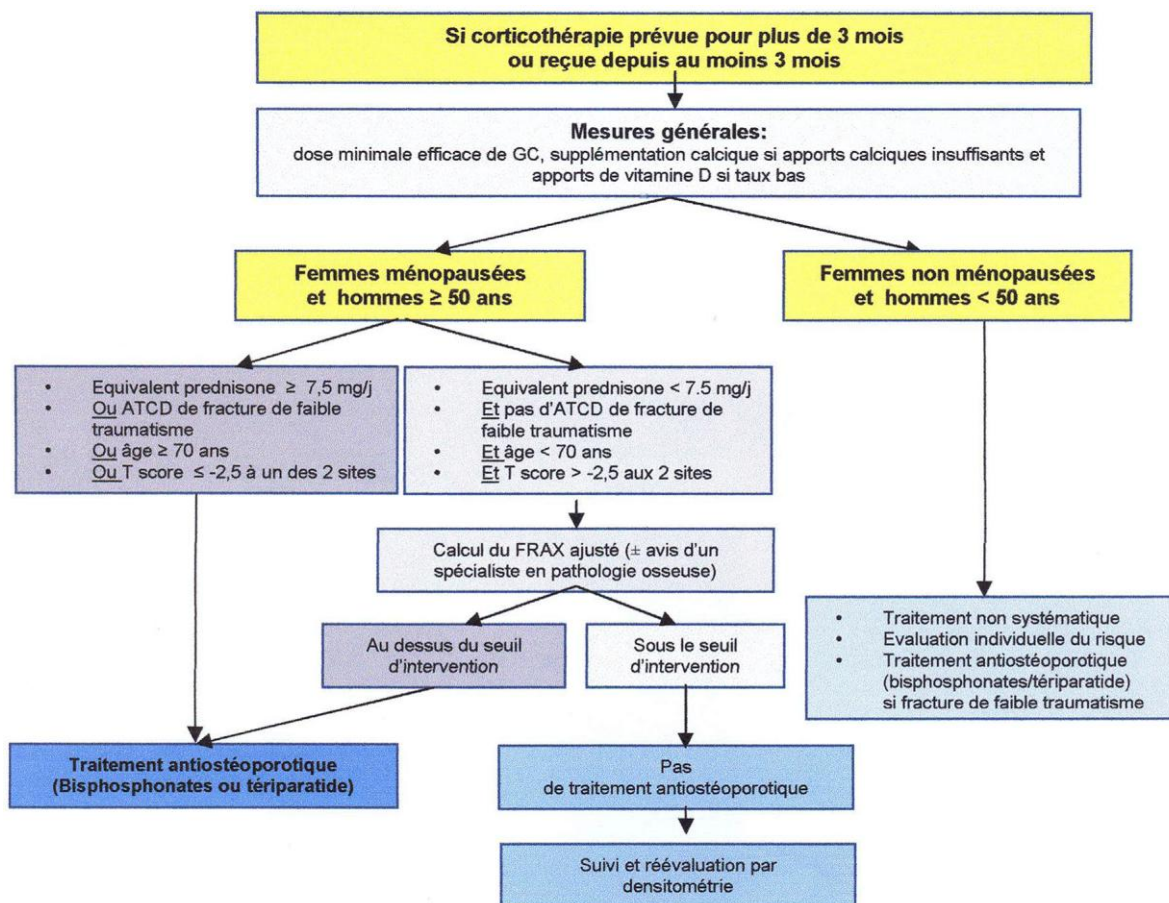 Si corticothérapie prévue pour plus de 3 mois
ou reçue depuis au moins 3 mois
Mesures générales:
dose minimale efficace de GC, supplémentation calcique si apports calciques insuffisants et
apports de vitamine D si taux bas
Femmes ménopausées
et hommes ≥ 50 ans
Femmes non ménopausées
et hommes < 50 ans
• Equivalent prednisone ≥ 7,5 mg/j
• Ou ATCD de fracture de faible
traumatisme
• Ou âge ≥ 70 ans
• Ou T score ≤ -2,5 à un des 2 sites
• Equivalent prednisone < 7.5 mg/j
• Et pas d'ATCD de fracture de
faible traumatisme
• Et âge < 70 ans
• Et T score > -2,5 aux 2 sites
Calcul du FRAX ajusté (± avis d'un
spécialiste en pathologie osseuse)
Au dessus du seuil
d'intervention
Sous le seuil
d'intervention
• Traitement non systématique
• Evaluation individuelle du risque
• Traitement antiostéoporotique
(bisphosphonates/tériparatide)
si fracture de faible traumatisme
Traitement antiostéoporotique
(Bisphosphonates ou tériparatide)
Pas
de traitement antiostéoporotique
Suivi et réévaluation par
densitométrie